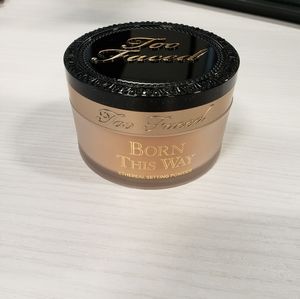 Too
Faced
Too Faced
BORN
THIS WAY
ETHEREAL SETTING POWDER